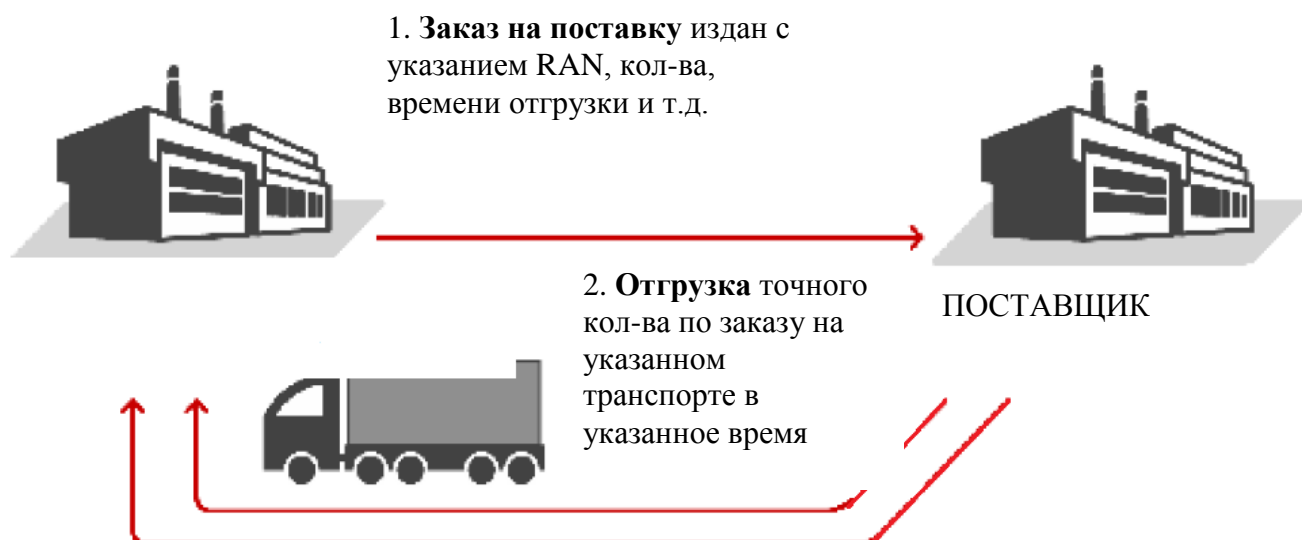 1. Заказ на поставку издан с
указанием RAN, кол-ва,
времени отгрузки и т.д.
2. Отгрузка точного
кол-ва по заказу на
указанном
транспорте в
указанное время
ПОСТАВЩИК